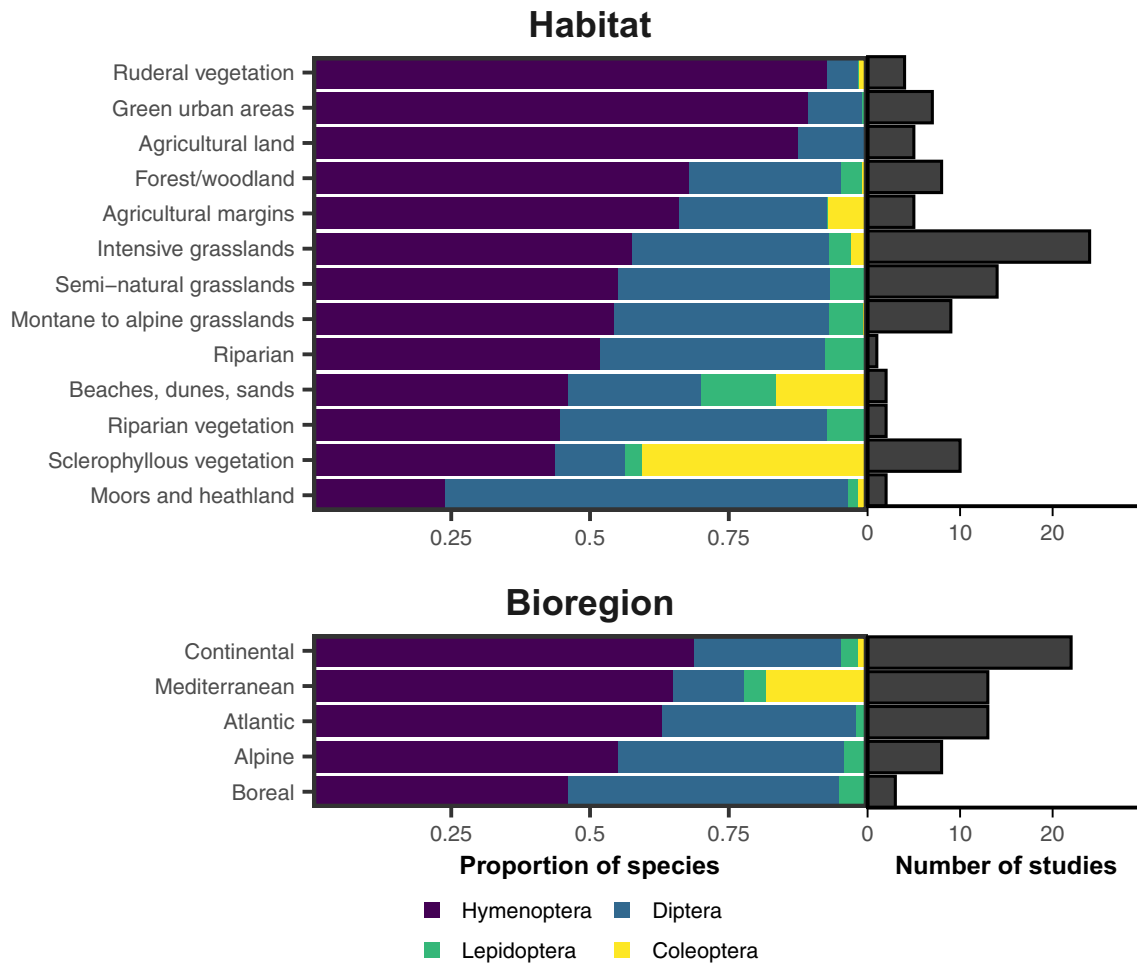 Habitat
Ruderal vegetation
Green urban areas
Agricultural land
Forest/woodland
Agricultural margins
Intensive grasslands
Semi−natural grasslands
Montane to alpine grasslands
Riparian
Beaches, dunes, sands
Riparian vegetation
Sclerophyllous vegetation
Moors and heathland
0.25 0.5 0.75 0 10 20
Bioregion
Continental
Mediterranean
Atlantic
Alpine
Boreal
0.25 0.5 0.75 0 10 20
Proportion of species Number of studies
Hymenoptera Diptera
Lepidoptera Coleoptera